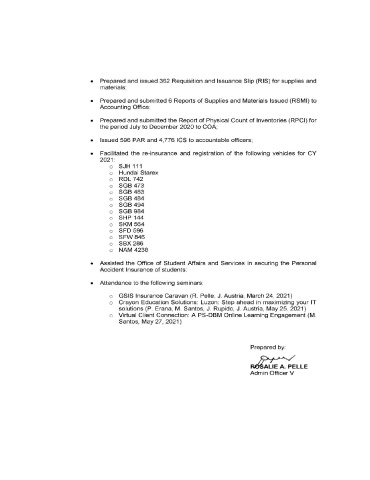 • Prepared and issued 362 Requisition and Issuance Slip (RIS) for supplies and
materials;
• Prepared and submitted 6 Reports of Supplies and Materials Issued (RSMI) to
Accounting Office;
• Prepared and submitted the Report of Physical Count of Inventories (RPCI) for
the period July to December 2020 to COA;
• Issued 596 PAR and 4,776 ICS to accountable officers;
• Facilitated the re-insurance and registration of the following vehicles for CY
2021:
o SJH 111
o Hundai Starex
o RDL 742
o SGB 473
o SGB 483
o SGB 484
o SGB 494
o SGB 984
o SHP 144
o SKM 564
o SFD 596
o SFW 846
o SBX 286
o NAM 4238
• Assisted the Office of Student Affairs and Services in securing the Personal
Accident Insurance of students;
• Attendance to the following seminars:
o GSIS Insurance Caravan (R. Pelle, J. Austria, March 24, 2021)
o Crayon Education Solutions: Luzon: Step ahead in maximizing your IT
solutions (P. Erana, M. Santos, J. Rupido, J. Austria, May 25, 2021)
o Virtual Client Connection: A PS-DBM Online Learning Engagement (M.
Santos, May 27, 2021)
Prepared by:
ROSALIE A. PELLE
Admin Officer V